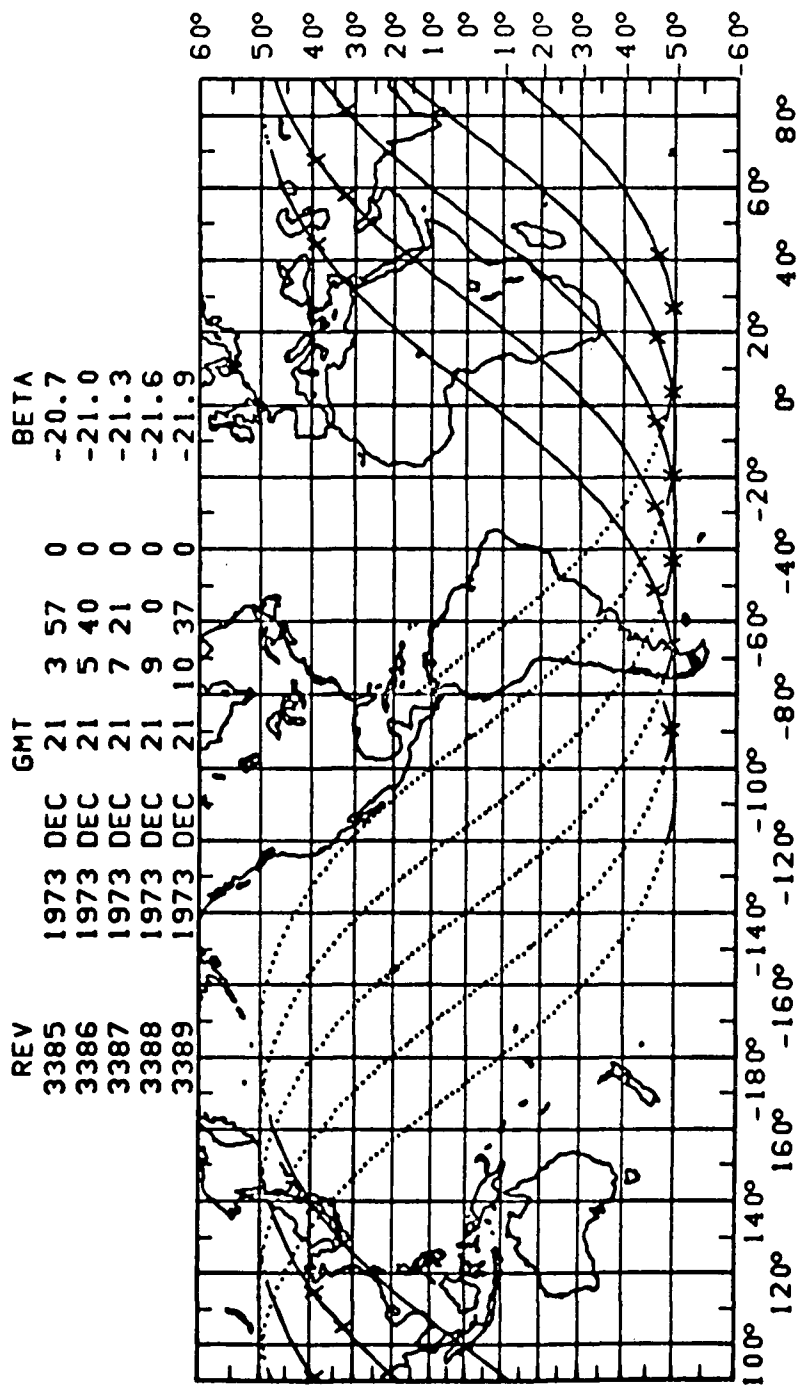 REV GMT BETA
3385 1973 DEC 21 3 57 0 -20.7
3386 1973 DEC 21 5 40 0 -21.0
3387 1973 DEC 21 7 21 0 -21.3
3388 1973 DEC 21 9 0 0 -21.6
3389 1973 DEC 21 10 37 0 -21.9
60°
50°
40°
30°
20°
10°
0°
-10°
-20°
-30°
-40°
-50°
-60°
100° 120° 140° 160° -180° -160° -140° -120° -100° -80° -60° -40° -20° 0° 20° 40° 60° 80°